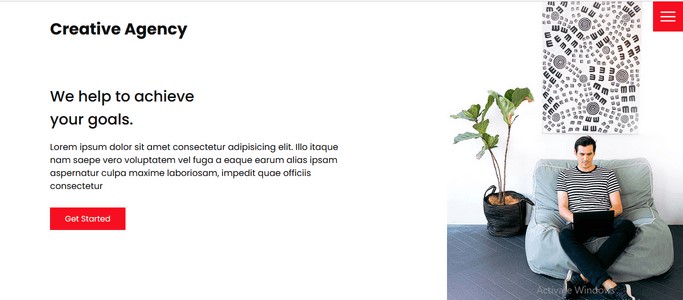 Creative Agency
We help to achieve
your goals.
Lorem ipsum dolor sit amet consectetur adipisicing elit. Illo itaque
nam saepe vero voluptatem vel fuga a eaque earum alias ipsam
aspernatur culpa maxime laboriosam, impedit quae officiis
consectetur
Get Started
Activate Windows